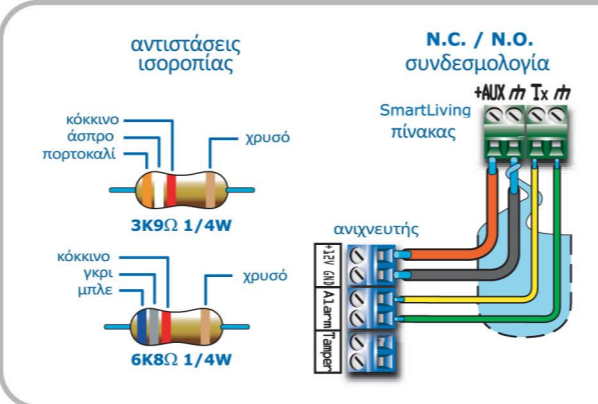 αντιστάσεις
ισοροπίας
κόκκινο
άσπρο
πορτοκαλί
χρυσό
3K9Ω 1/4W
κόκκινο
γκρι
μπλε
χρυσό
6K8Ω 1/4W
N.C. / N.O.
συνδεσμολογία
+AUX Tx
SmartLiving
πίνακας
ανιχνευτής
+12V GND
Alarm
Tamper